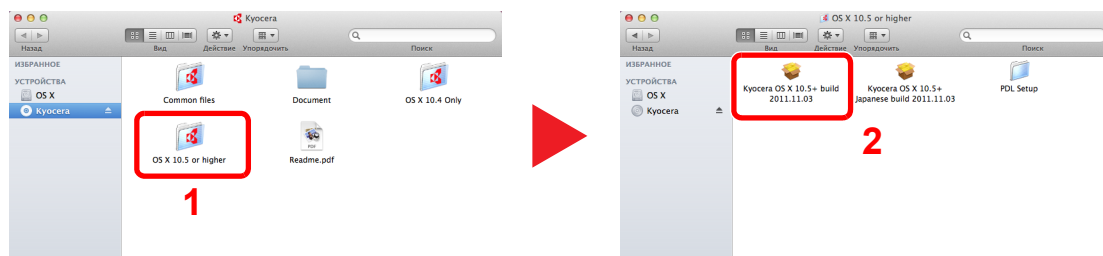 Kyocera
Назад
Вид
Действие
Упорядочить
Поиск
ИЗБРАННОЕ
УСТРОЙСТВА
OS X
Kyocera
Common files
Document
OS X 10.4 Only
OS X 10.5 or higher
PDF
Readme.pdf
1
OS X 10.5 or higher
Назад
Вид
Действие
Упорядочить
Поиск
ИЗБРАННОЕ
УСТРОЙСТВА
OS X
Kyocera
Kyocera OS X 10.5+ build
2011.11.03
Kyocera OS X 10.5+
Japanese build 2011.11.03
PDL Setup
2